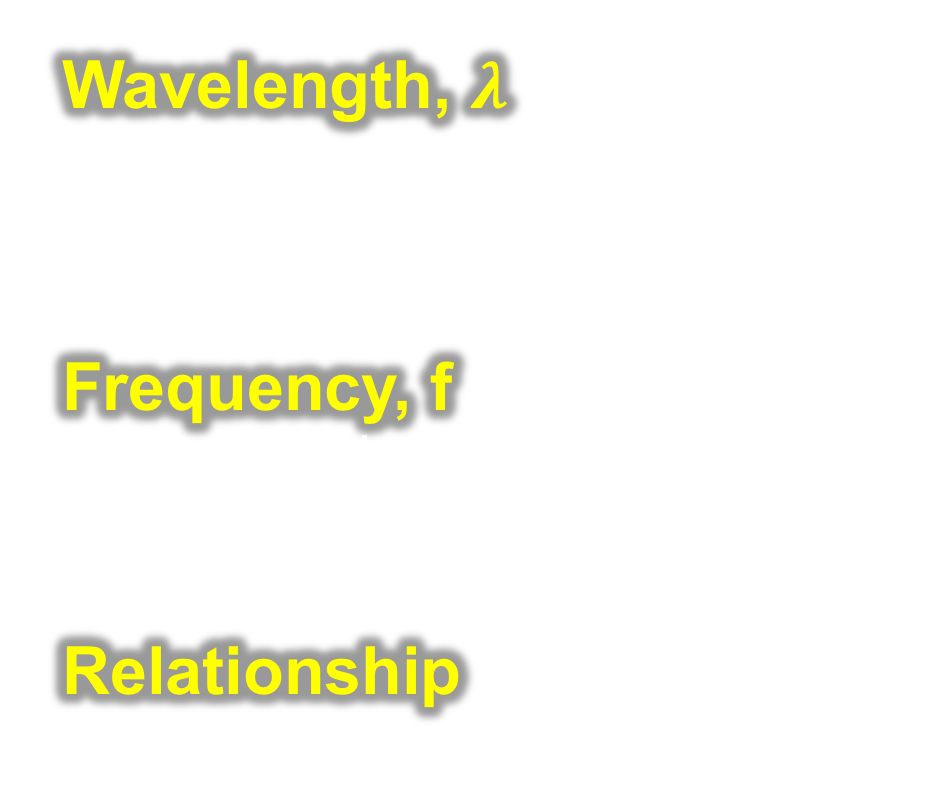 Wavelength, λ
Frequency, f
Relationship